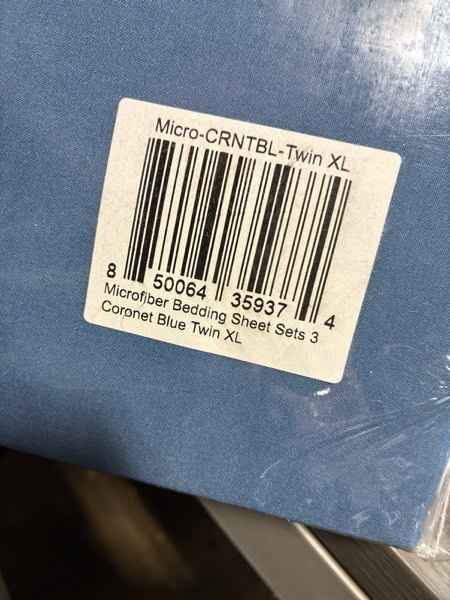 Micro-CRNTBL-Twin XL
8 50064 35937 4
Microfiber Bedding Sheet Sets 3
Coronet Blue Twin XL